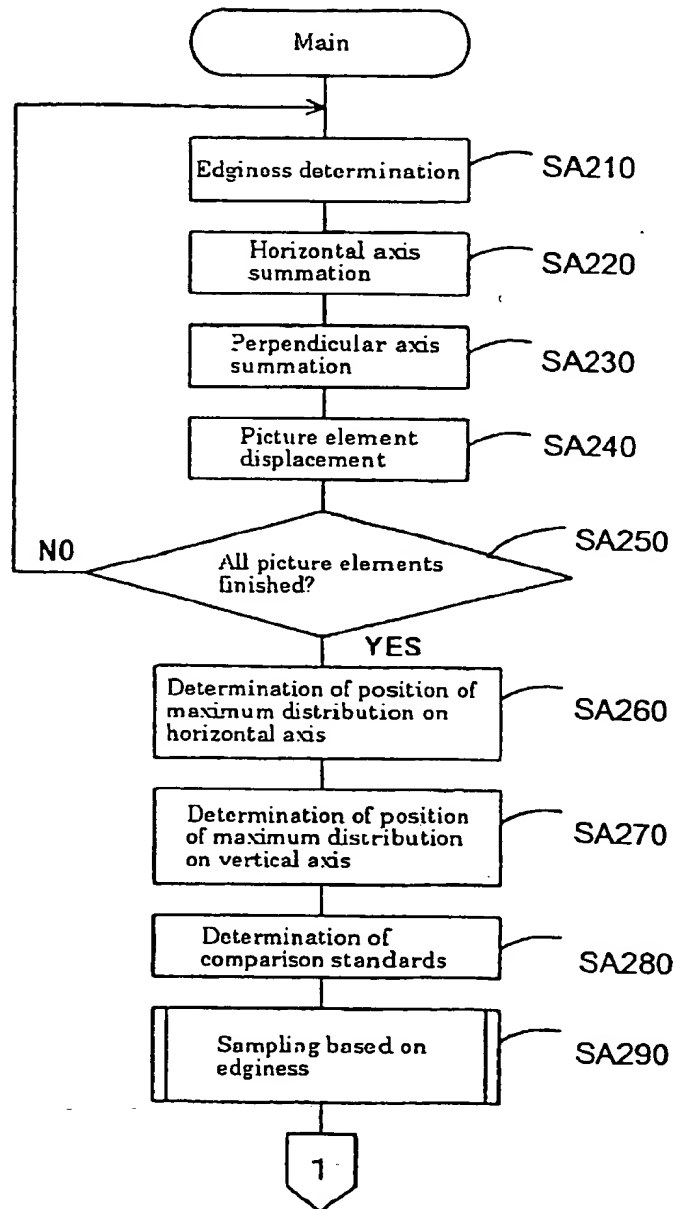 Main
Edginoss determination
SA210
Horizontal axis
summation
SA220
Perpendicular axis
summation
SA230
Picture element
displacement
SA240
SA250
NO
All picture elements
finished?
YES
Determination of position of
maximum distribution on
horizontal axis
SA260
Determination of position
of maximum distribution
on vertical axis
SA270
Determination of
comparison standards
SA280
Sampling based on
edginess
SA290
1